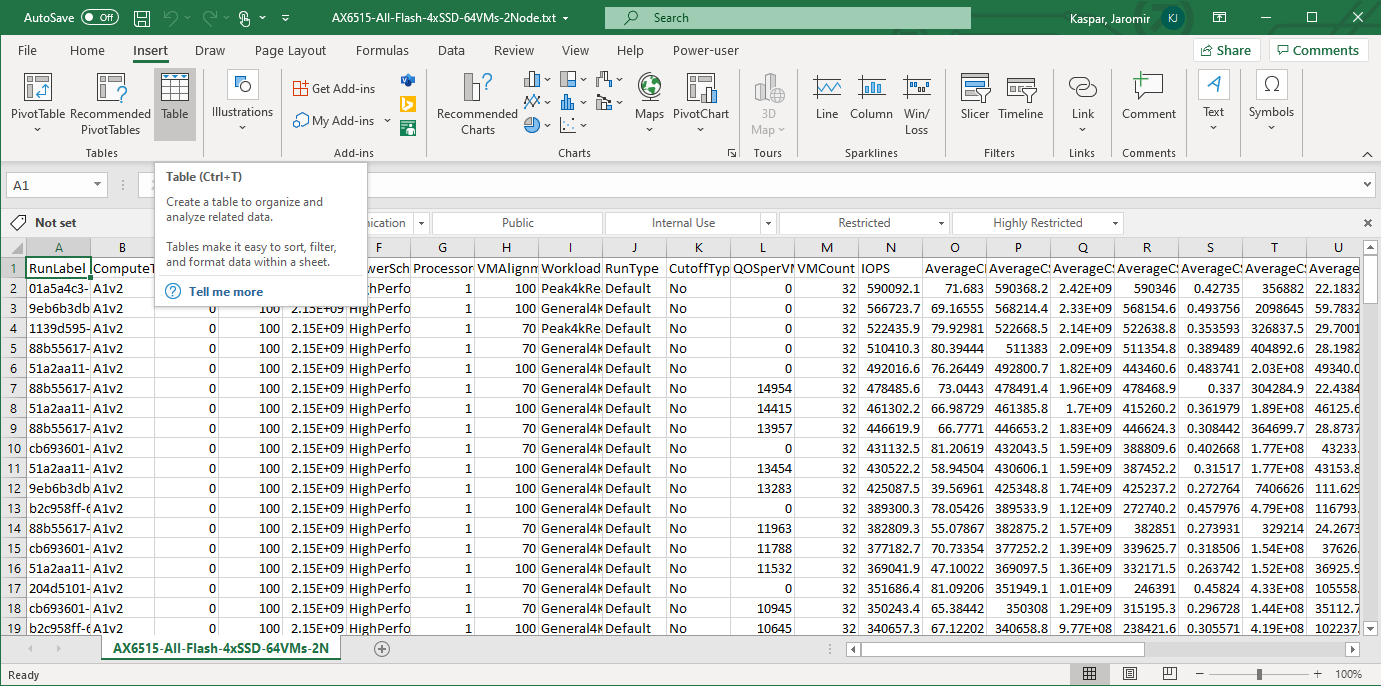 AutoSave Off AX6515-All-Flash-4xSSD-64VMs-2Node.txt Search Kaspar, Jaromir KJ
File Home Insert Draw Page Layout Formulas Data Review View Help Power-user Share Comments
PivotTable Recommended PivotTables Table Illustrations Get Add-ins My Add-ins Recommended Charts Maps PivotChart 3D Map Line Column Win/Loss Slicer Timeline Link Comment Text Symbols
Tables Add-ins Charts Tours Sparklines Filters Links Comments
A1
Table (Ctrl+T)
Create a table to organize and
analyze related data.
Tables make it easy to sort, filter,
and format data within a sheet.
Tell me more
Not set ication Public Internal Use Restricted Highly Restricted
A B F G H I J K L M N O P Q R S T U
1 RunLabel ComputeT werSch Processor VMAlignn Workload RunType CutoffTyp QOSperVM VMCount IOPS AverageC AverageCS AverageC AverageCS AverageCS AverageCS Average
2 01a5a4c3- A1v2 ghPerfo 1 100 Peak4kRe Default No 0 32 590092.1 71.683 590368.2 2.42E+09 590346 0.42735 356882 22.1832
3 9eb6b3db A1v2 0 100 2.15E+09 HighPerfo 1 100 General4K Default No 0 32 566723.7 69.16555 568214.4 2.33E+09 568154.6 0.493756 2098645 59.7832
4 1139d595- A1v2 0 100 2.15E+09 HighPerfo 1 70 Peak4kRe Default No 0 32 522435.9 79.92981 522668.5 2.14E+09 522638.8 0.353593 326837.5 29.7001
5 88b55617- A1v2 0 100 2.15E+09 HighPerfo 1 70 General4K Default No 0 32 510410.3 80.39444 511383 2.09E+09 511354.8 0.389489 404892.6 28.1982
6 51a2aa11- A1v2 0 100 2.15E+09 HighPerfo 1 100 General4K Default No 0 32 492016.6 76.26449 492800.7 1.82E+09 443460.6 0.483741 2.03E+08 49340.0
7 88b55617- A1v2 0 100 2.15E+09 HighPerfo 1 70 General4K Default No 14954 32 478485.6 73.0443 478491.4 1.96E+09 478468.9 0.337 304284.9 22.4384
8 51a2aa11- A1v2 0 100 2.15E+09 HighPerfo 1 100 General4K Default No 14415 32 461302.2 66.98729 461385.8 1.7E+09 415260.2 0.361979 1.89E+08 46125.6
9 88b55617- A1v2 0 100 2.15E+09 HighPerfo 1 70 General4K Default No 13957 32 446619.9 66.7771 446653.2 1.83E+09 446624.3 0.308442 364699.7 28.8737
10 cb693601- A1v2 0 100 2.15E+09 HighPerfo 1 70 General4K Default No 0 32 431132.5 81.20619 432043.5 1.59E+09 388809.6 0.402668 1.77E+08 43233.
11 51a2aa11- A1v2 0 100 2.15E+09 HighPerfo 1 100 General4K Default No 13454 32 430522.2 58.94504 430606.1 1.59E+09 387452.2 0.31517 1.77E+08 43153.8
12 9eb6b3db A1v2 0 100 2.15E+09 HighPerfo 1 100 General4K Default No 13283 32 425087.5 39.56961 425348.8 1.74E+09 425237.2 0.272764 7406626 111.629
13 b2c958ff-6 A1v2 0 100 2.15E+09 HighPerfo 1 100 General4K Default No 0 32 389300.3 78.05426 389533.9 1.12E+09 272740.2 0.457976 4.79E+08 116793.
14 88b55617- A1v2 0 100 2.15E+09 HighPerfo 1 70 General4K Default No 11963 32 382809.3 55.07867 382875.2 1.57E+09 382851 0.273931 329214 24.2673
15 cb693601- A1v2 0 100 2.15E+09 HighPerfo 1 70 General4K Default No 11788 32 377182.7 70.73354 377252.2 1.39E+09 339625.7 0.318506 1.54E+08 37626.
16 51a2aa11- A1v2 0 100 2.15E+09 HighPerfo 1 100 General4K Default No 11532 32 369041.9 47.10022 369097.5 1.36E+09 332171.5 0.263742 1.52E+08 36925.9
17 204d5101- A1v2 0 100 2.15E+09 HighPerfo 1 70 General4K Default No 0 32 351686.4 81.09206 351949.1 1.01E+09 246391 0.45824 4.33E+08 105558.
18 cb693601- A1v2 0 100 2.15E+09 HighPerfo 1 70 General4K Default No 10945 32 350243.4 65.38442 350308 1.29E+09 315195.3 0.296728 1.44E+08 35112.7
19 b2c958ff-6 A1v2 0 100 2.15E+09 HighPerfo 1 100 General4K Default No 10645 32 340657.3 67.12202 340658.8 9.77E+08 238421.6 0.305571 4.19E+08 102237.
AX6515-All-Flash-4xSSD-64VMs-2N
Ready 100%